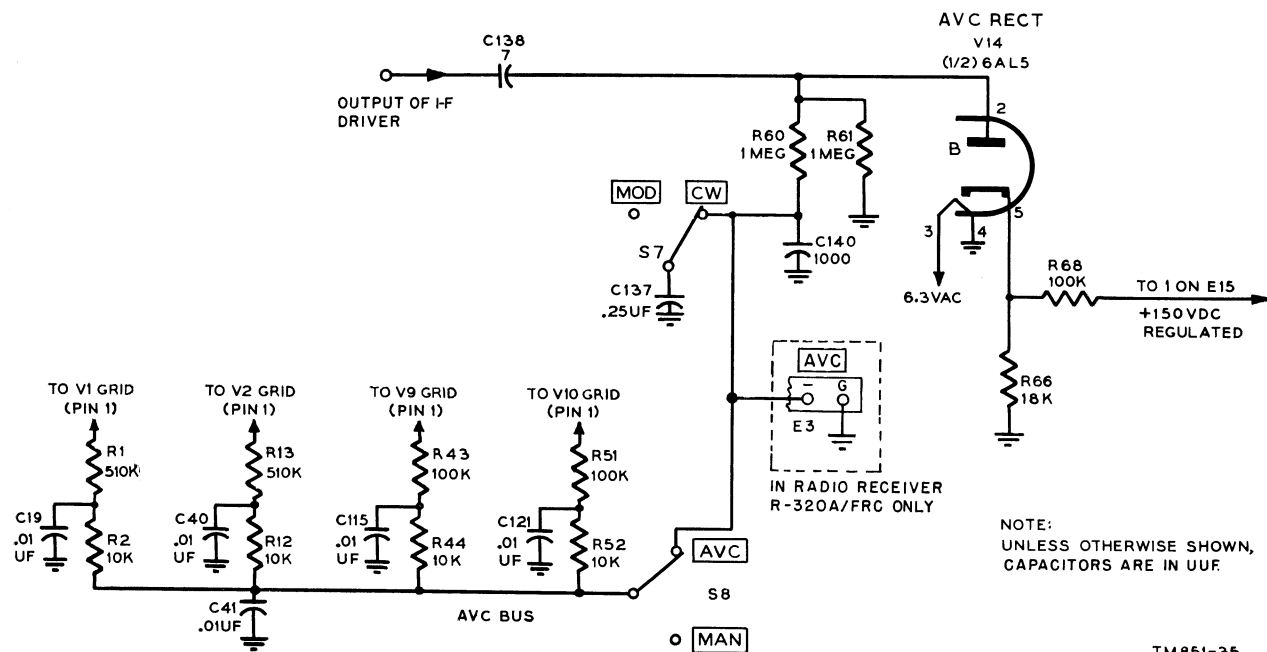 AVC RECT
V14
(1/2) 6AL5
C138
7
OUTPUT OF I-F
DRIVER
R60
1 MEG
R61
1 MEG
2
B
3
4
5
6.3VAC
MOD
CW
S7
C137
.25UF
C140
1000
R68
100K
TO 1 ON E15
+150VDC
REGULATED
R66
18K
AVC
–
G
E3
IN RADIO RECEIVER
R-320A/FRC ONLY
TO V1 GRID
(PIN 1)
TO V2 GRID
(PIN 1)
TO V9 GRID
(PIN 1)
TO V10 GRID
(PIN 1)
R1
510K
R13
510K
R43
100K
R51
100K
C19
.01
UF
R2
10K
C40
.01
UF
R12
10K
C115
.01
UF
R44
10K
C121
.01
UF
R52
10K
C41
.01UF
AVC BUS
AVC
S8
MAN
NOTE:
UNLESS OTHERWISE SHOWN,
CAPACITORS ARE IN UUF.
TM851-35